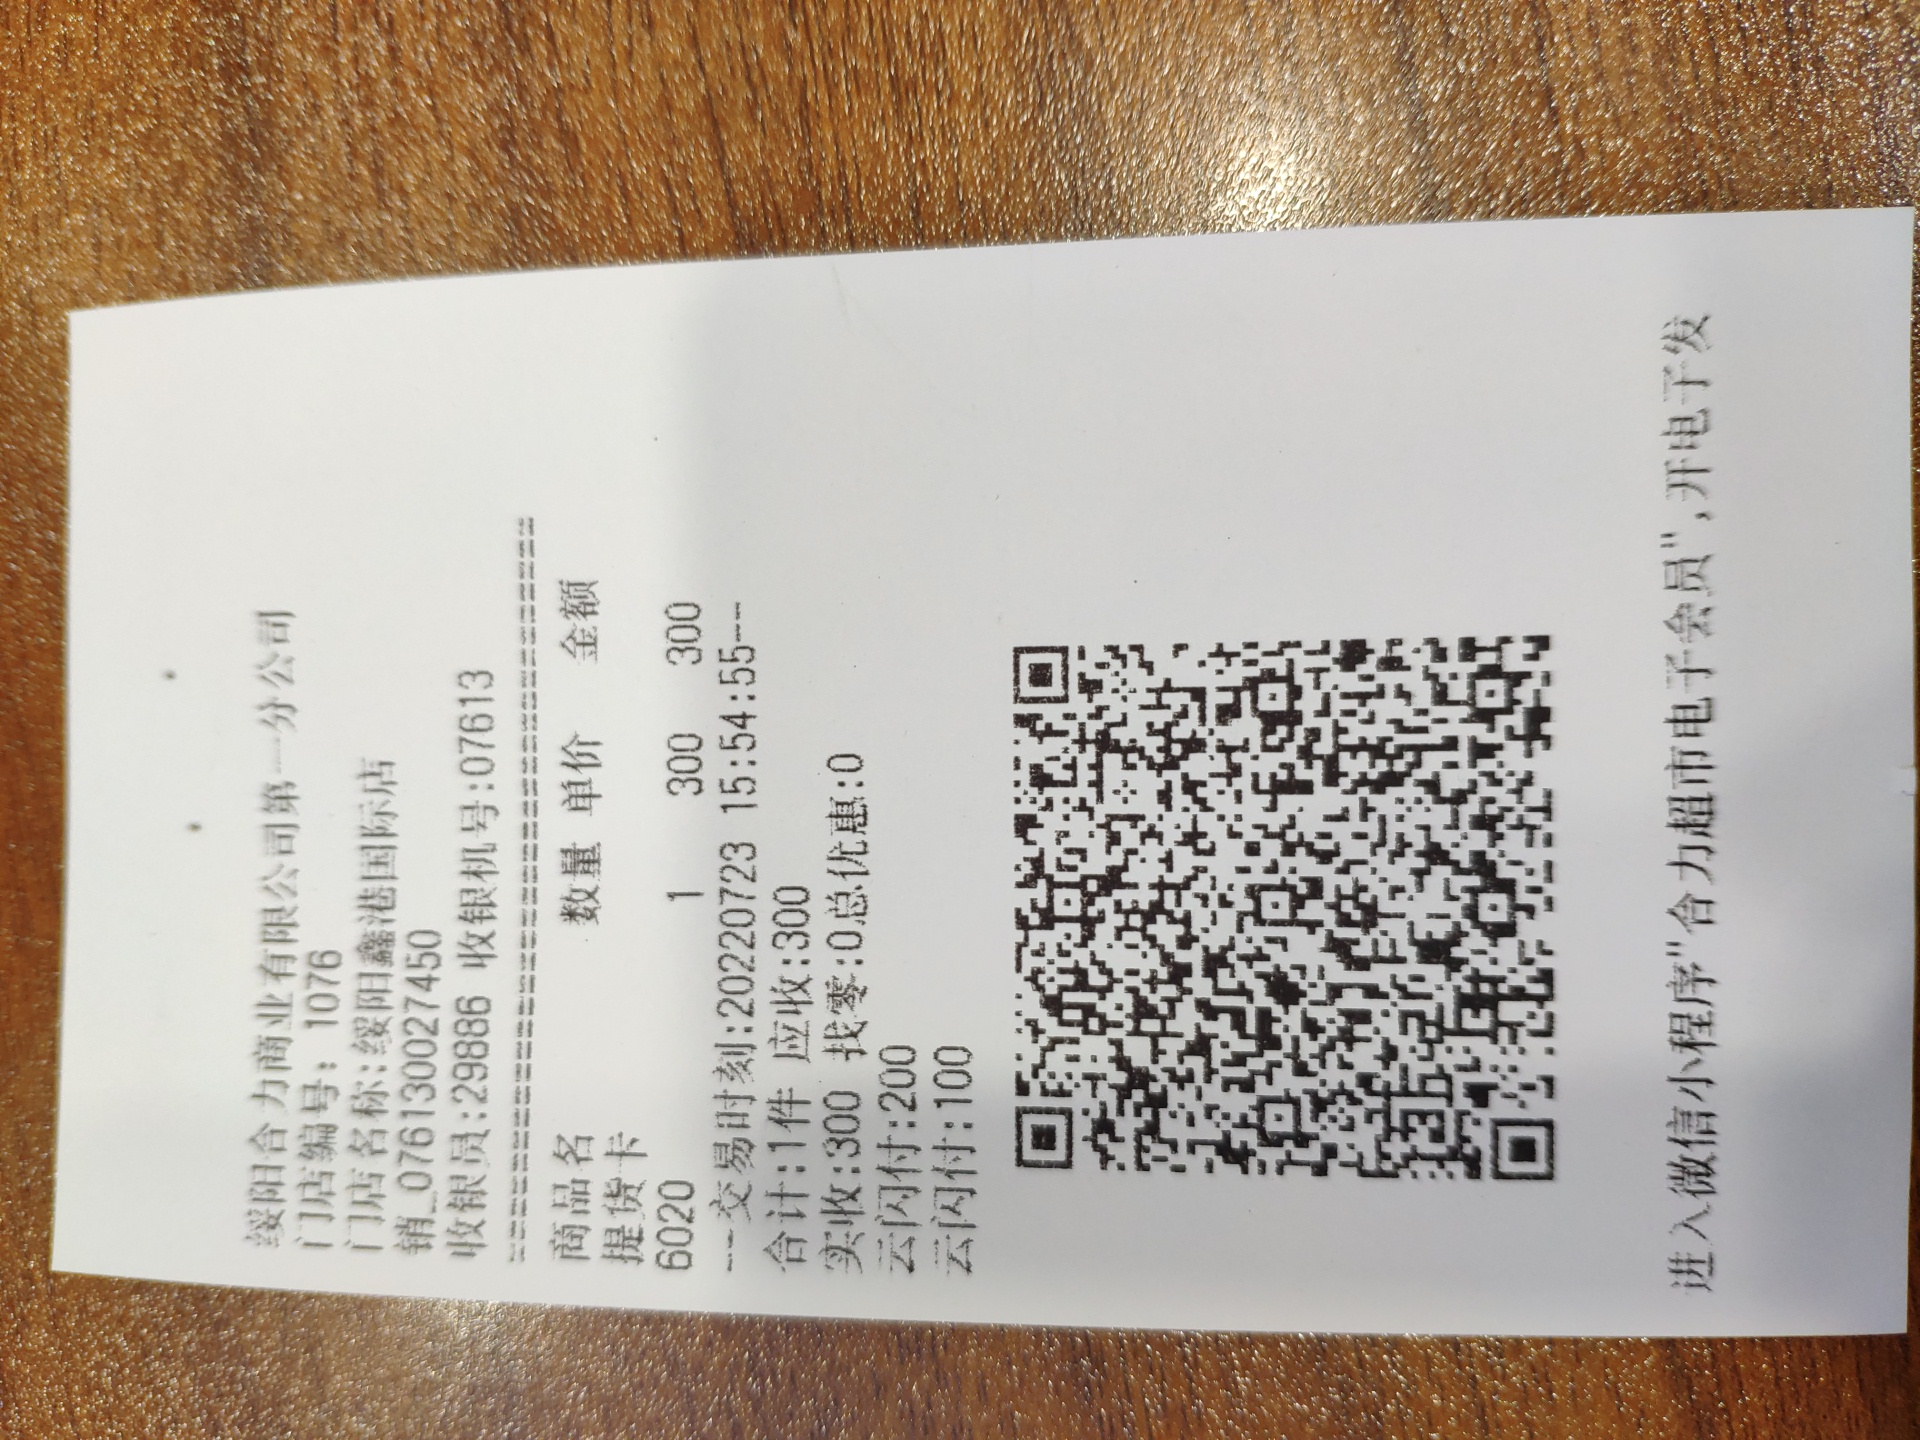 绥阳合力商业有限公司第一分公司
门店编号: 1076
门店名称:绥阳鑫港国际店
销_0761300274 50
收银员:29886 收银机号:07613
================================
商品名 数量 单价 金额
提货卡
6020 1 300 300
---交易时刻:20220723 15:54:55---
合计:1件 应收:300
实收:300 找零:0总优惠:0
云闪付:200
云闪付:100
进入微信小程序"合力超市电子会员",开电子发